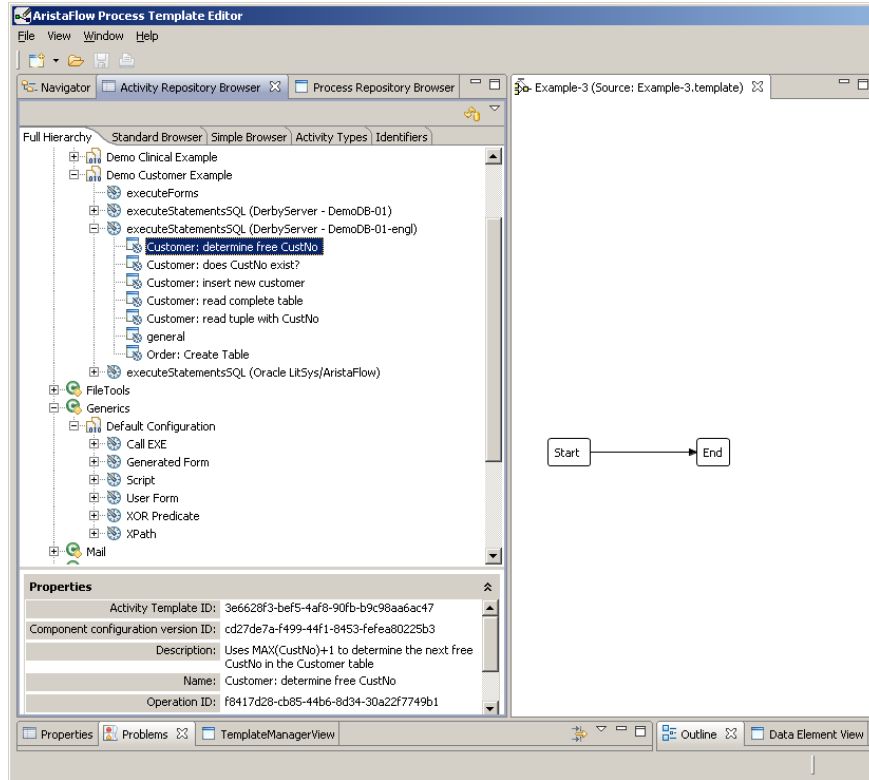 AristaFlow Process Template Editor
File View Window Help
Navigator Activity Repository Browser Process Repository Browser
Example-3 (Source: Example-3.template)
Full Hierarchy Standard Browser Simple Browser Activity Types Identifiers
Demo Clinical Example
Demo Customer Example
executeForms
executeStatementsSQL (DerbyServer - DemoDB-01)
executeStatementsSQL (DerbyServer - DemoDB-01-engl)
Customer: determine free CustNo
Customer: does CustNo exist?
Customer: insert new customer
Customer: read complete table
Customer: read tuple with CustNo
general
Order: Create Table
executeStatementsSQL (Oracle LitSys/AristaFlow)
FileTools
Generics
Default Configuration
Call EXE
Generated Form
Script
User Form
XOR Predicate
XPath
Mail
Start End
Properties
Activity Template ID: 3e6628f3-bef5-4af8-90fb-b9c98aa6ac47
Component configuration version ID: cd27de7a-f499-44f1-8453-fefea80225b3
Description: Uses MAX(CustNo)+1 to determine the next free
CustNo in the Customer table
Name: Customer: determine free CustNo
Operation ID: f8417d28-cb85-44b6-8d34-30a22f7749b1
Properties Problems TemplateManagerView
Outline Data Element View